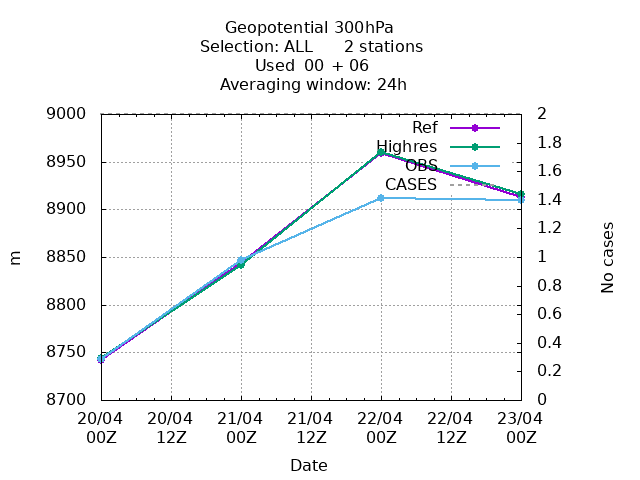 Geopotential 300hPa
Selection: ALL 2 stations
Used 00 + 06
Averaging window: 24h
9000
8950
8900
8850
8800
8750
8700
m
2
1.8
1.6
1.4
1.2
1
0.8
0.6
0.4
0.2
0
No cases
Ref
Highres
OBS
CASES
20/04 20/04 21/04 21/04 22/04 22/04 23/04
00Z 12Z 00Z 12Z 00Z 12Z 00Z
Date